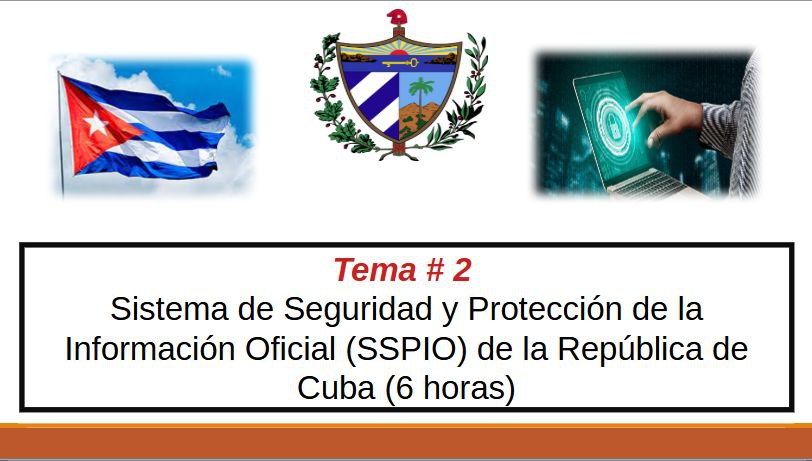 Tema # 2
Sistema de Seguridad y Protección de la
Información Oficial (SSPIO) de la República de
Cuba (6 horas)